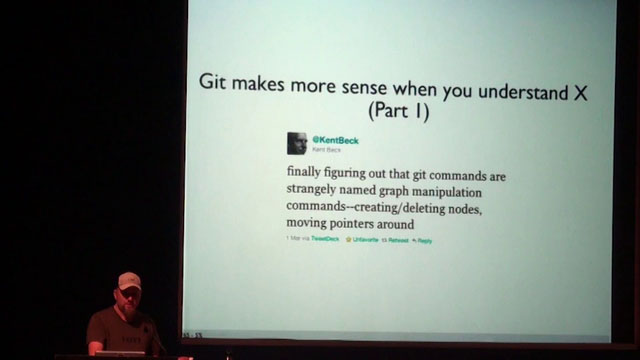 Git makes more sense when you understand X
(Part 1)
@KentBeck
Kent Beck
finally figuring out that git commands are
strangely named graph manipulation
commands--creating/deleting nodes,
moving pointers around
1 Mar via TweetDeck Unfavorite Retweet Reply